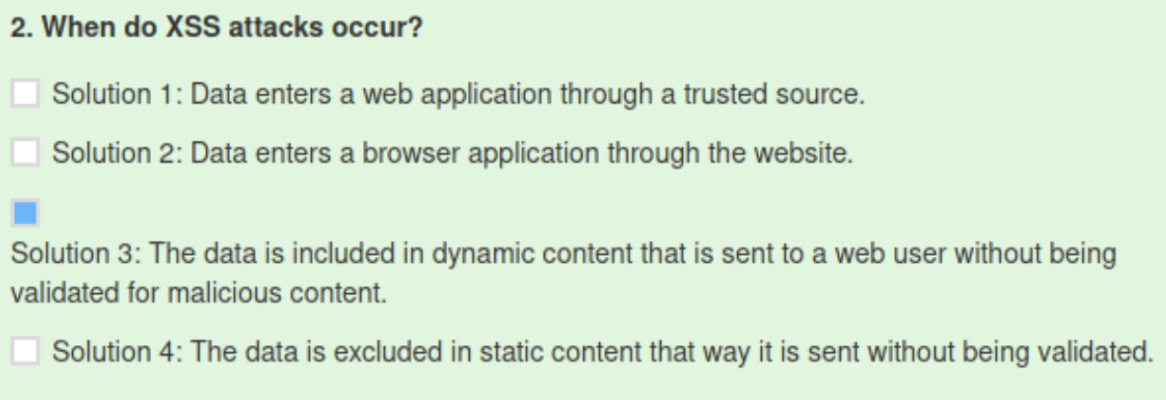 2. When do XSS attacks occur?
Solution 1: Data enters a web application through a trusted source.
Solution 2: Data enters a browser application through the website.
Solution 3: The data is included in dynamic content that is sent to a web user without being
validated for malicious content.
Solution 4: The data is excluded in static content that way it is sent without being validated.